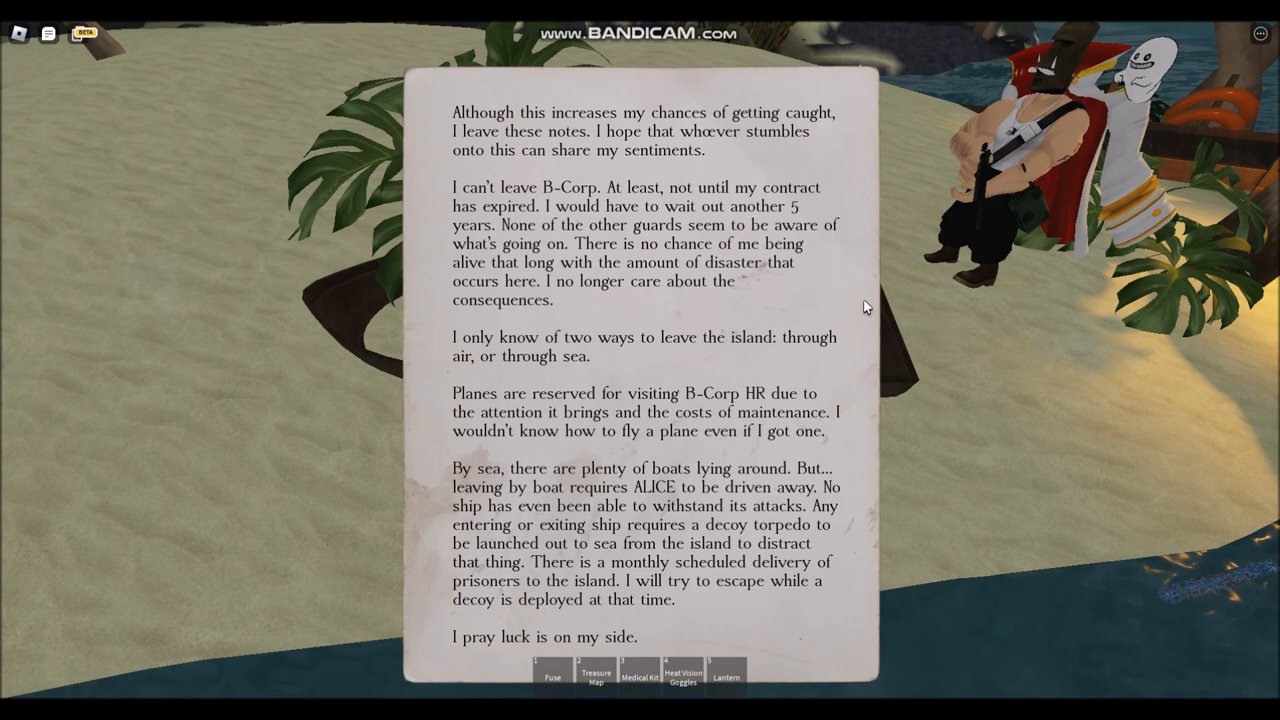 BETA
www.BANDICAM.com
Although this increases my chances of getting caught,
I leave these notes. I hope that whœver stumbles
onto this can share my sentiments.
I can't leave B-Corp. At least, not until my contract
has expired. I would have to wait out another 5
years. None of the other guards seem to be aware of
what's going on. There is no chance of me being
alive that long with the amount of disaster that
occurs here. I no longer care about the
consequences.
I only know of two ways to leave the island: through
air, or through sea.
Planes are reserved for visiting B-Corp HR due to
the attention it brings and the costs of maintenance. I
wouldn't know how to fly a plane even if I got one.
By sea, there are plenty of boats lying around. But...
leaving by boat requires ALICE to be driven away. No
ship has even been able to withstand its attacks. Any
entering or exiting ship requires a decoy torpedo to
be launched out to sea from the island to distract
that thing. There is a monthly scheduled delivery of
prisoners to the island. I will try to escape while a
decoy is deployed at that time.
I pray luck is on my side.
1 2 3 4 5
Fuse Treasure Map Medical Kit Heat Vision Goggles Lantern